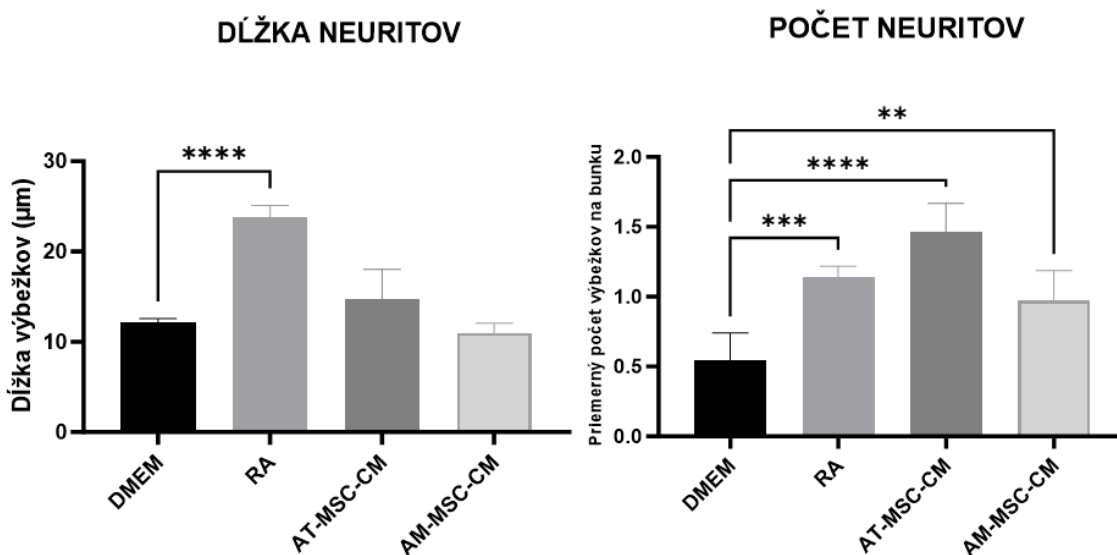 DĹŽKA NEURITOV
Dĺžka výbežkov (µm)
30
20
10
0
****
DMEM
RA
AT-MSC-CM
AM-MSC-CM
POČET NEURITOV
Priemerný počet výbežkov na bunku
2.0
1.5
1.0
0.5
0.0
**
****
***
DMEM
RA
AT-MSC-CM
AM-MSC-CM